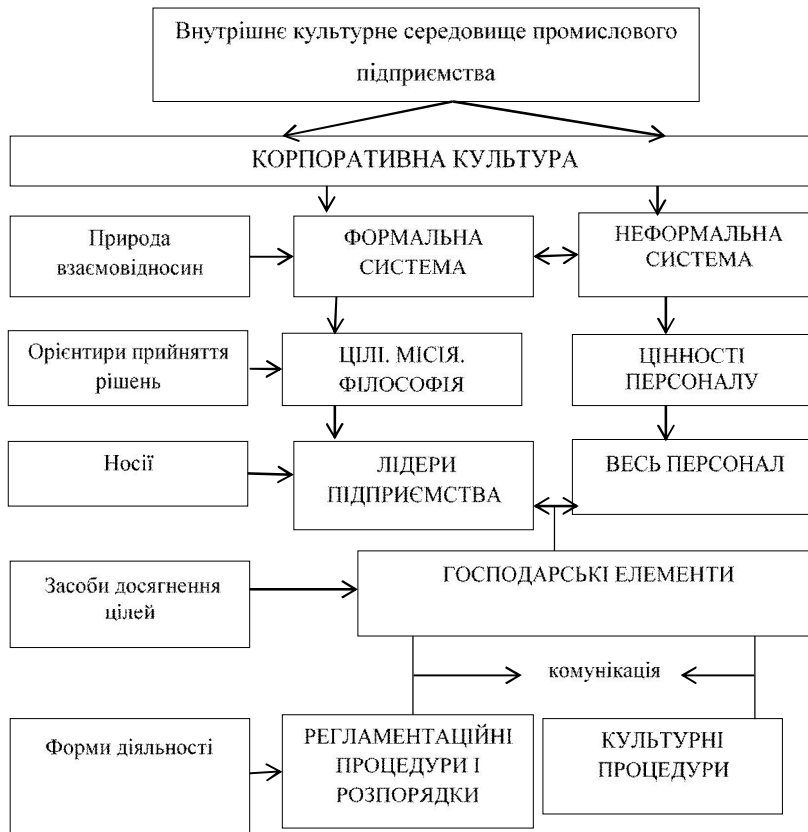 Внутрішнє культурне середовище промислового
підприємства
КОРПОРАТИВНА КУЛЬТУРА
Природа
взаємовідносин
ФОРМАЛЬНА
СИСТЕМА
НЕФОРМАЛЬНА
СИСТЕМА
Орієнтири прийняття
рішень
ЦІЛІ. МІСІЯ.
ФІЛОСОФІЯ
ЦІННОСТІ
ПЕРСОНАЛУ
Носії
ЛІДЕРИ
ПІДПРИЄМСТВА
ВЕСЬ ПЕРСОНАЛ
Засоби досягнення
цілей
ГОСПОДАРСЬКІ ЕЛЕМЕНТИ
комунікація
Форми діяльності
РЕГЛАМЕНТАЦІЙНІ
ПРОЦЕДУРИ І
РОЗПОРЯДКИ
КУЛЬТУРНІ
ПРОЦЕДУРИ